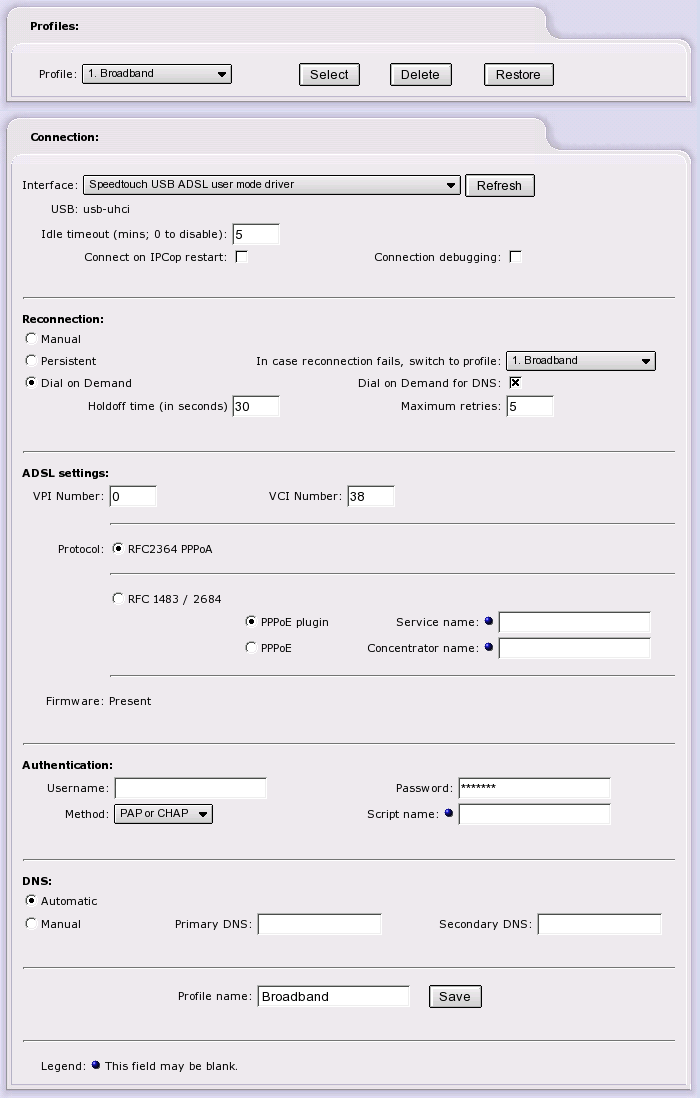 Profiles:
Profile: 1. Broadband Select Delete Restore
Connection:
Interface: Speedtouch USB ADSL user mode driver Refresh
USB: usb-uhci
Idle timeout (mins; 0 to disable): 5
Connect on IPCop restart: Connection debugging:
Reconnection:
Manual
Persistent In case reconnection fails, switch to profile: 1. Broadband
Dial on Demand Dial on Demand for DNS:
Holdoff time (in seconds) 30 Maximum retries: 5
ADSL settings:
VPI Number: 0 VCI Number: 38
Protocol: RFC2364 PPPoA
RFC 1483 / 2684
PPPoE plugin Service name:
PPPoE Concentrator name:
Firmware: Present
Authentication:
Username: Password: *******
Method: PAP or CHAP Script name:
DNS:
Automatic
Manual Primary DNS: Secondary DNS:
Profile name: Broadband Save
Legend: This field may be blank.